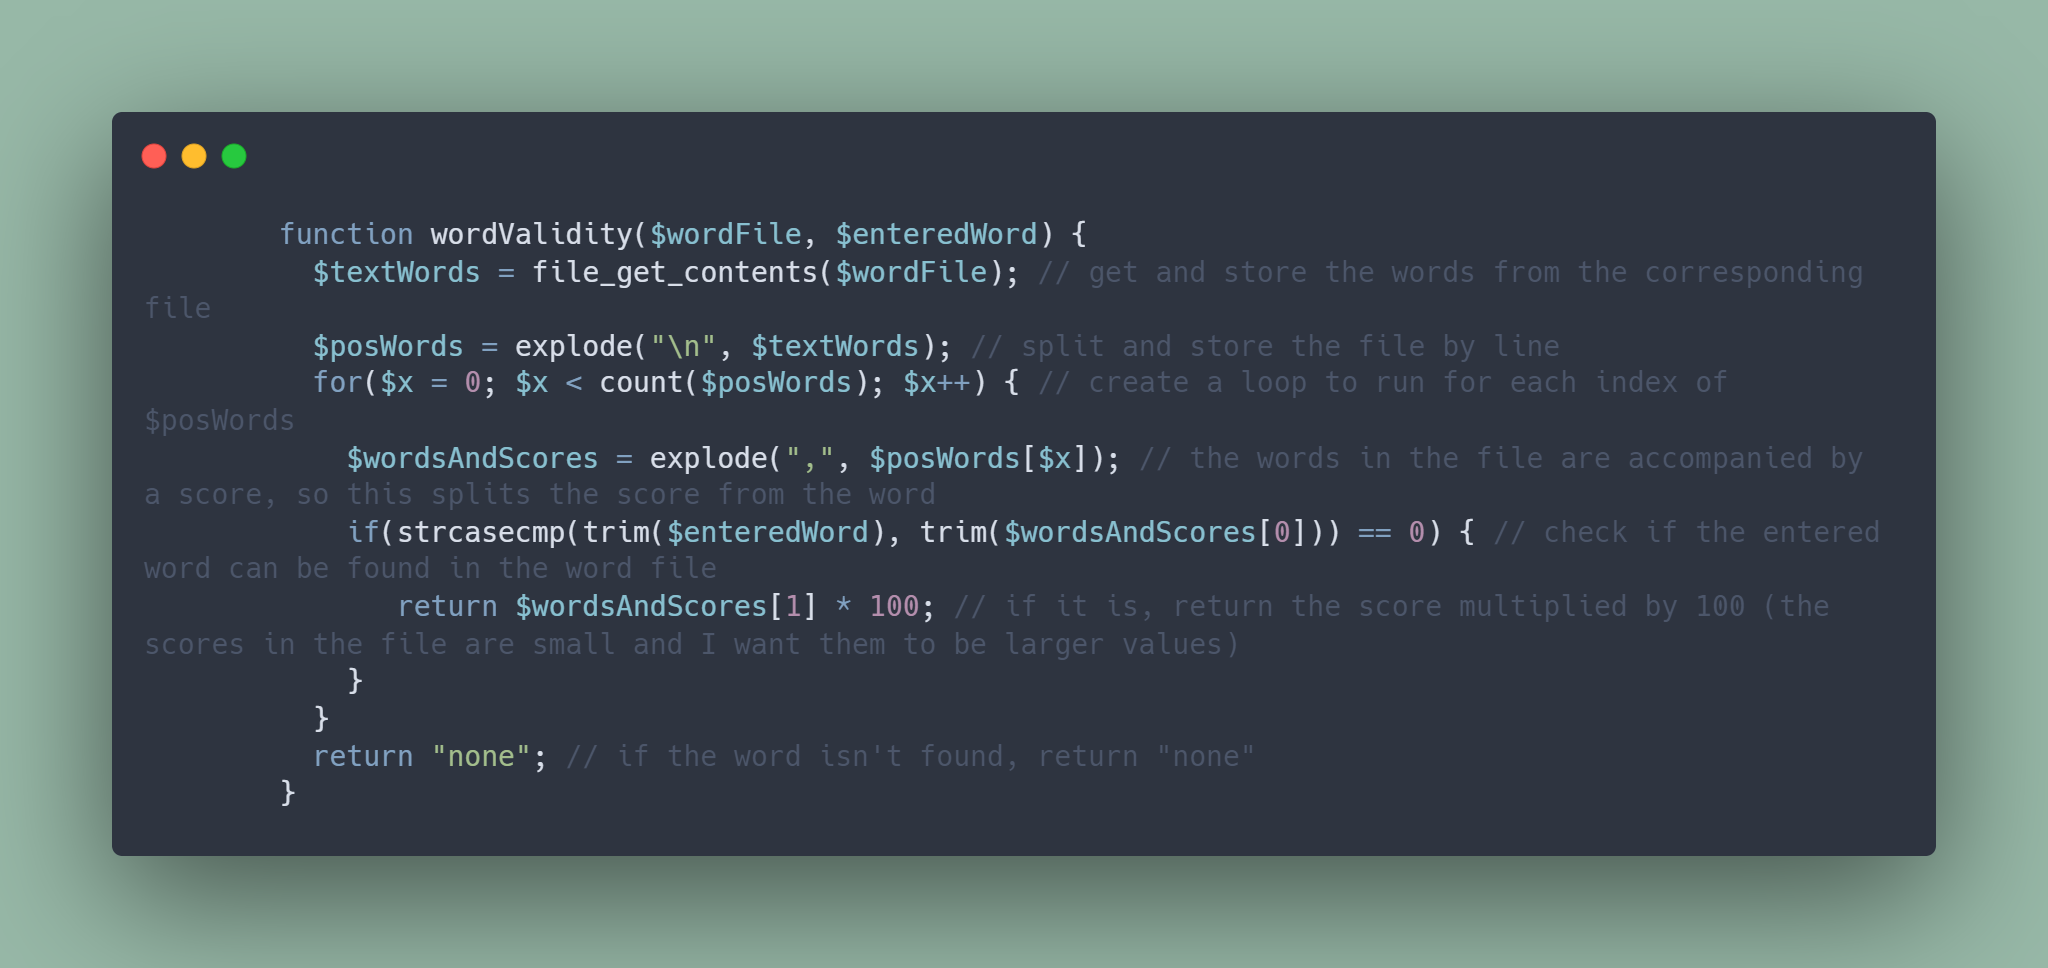 function wordValidity($wordFile, $enteredWord) {
$textWords = file_get_contents($wordFile); // get and store the words from the corresponding
file
$posWords = explode("\n", $textWords); // split and store the file by line
for($x = 0; $x < count($posWords); $x++) { // create a loop to run for each index of
$posWords
$wordsAndScores = explode(",", $posWords[$x]); // the words in the file are accompanied by
a score, so this splits the score from the word
if(strcasecmp(trim($enteredWord), trim($wordsAndScores[0])) == 0) { // check if the entered
word can be found in the word file
return $wordsAndScores[1] * 100; // if it is, return the score multiplied by 100 (the
scores in the file are small and I want them to be larger values)
}
}
return "none"; // if the word isn't found, return "none"
}